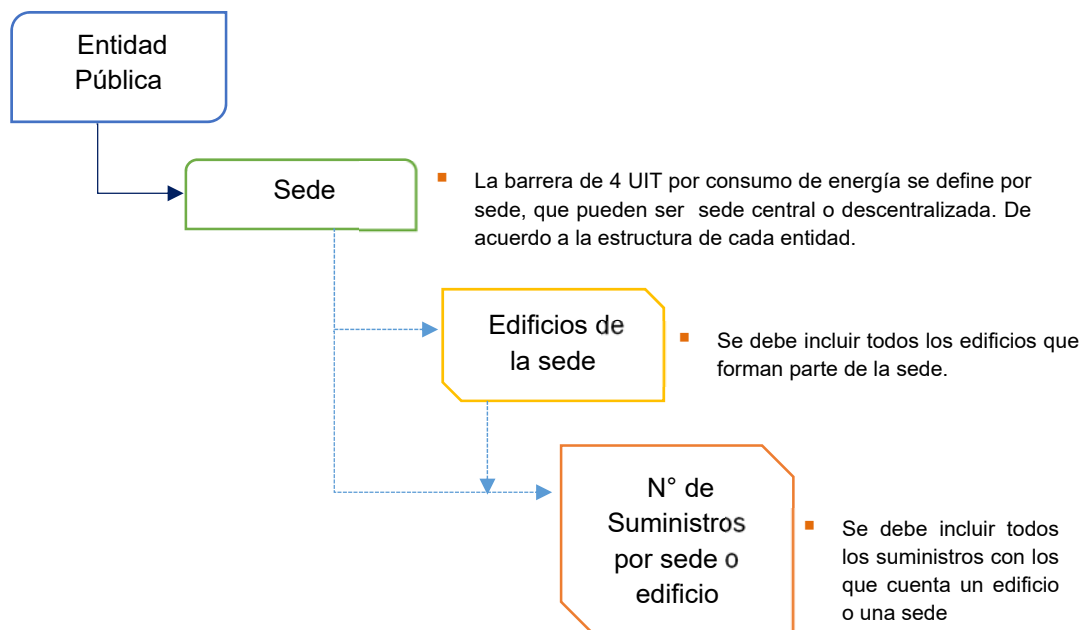 Entidad
Pública
Sede
La barrera de 4 UIT por consumo de energía se define por
sede, que pueden ser sede central o descentralizada. De
acuerdo a la estructura de cada entidad.
Edificios de
la sede
Se debe incluir todos los edificios que
forman parte de la sede.
N° de
Suministros
por sede o
edificio
Se debe incluir todos
los suministros con los
que cuenta un edificio
o una sede